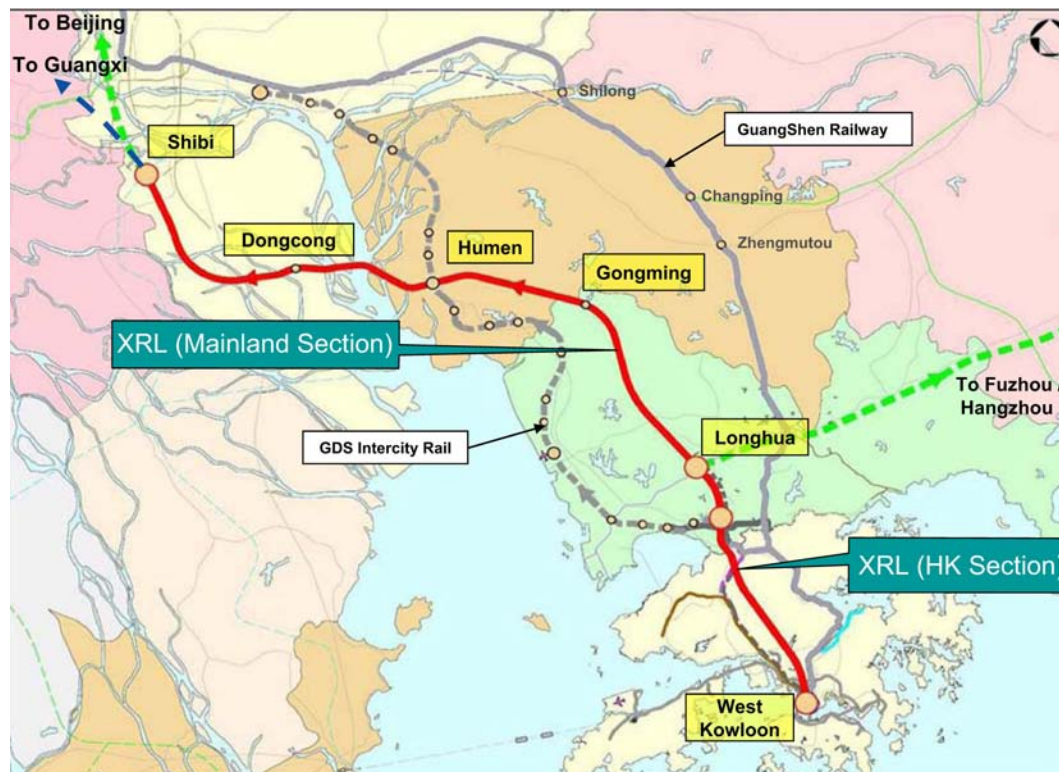 To Beijing
To Guangxi
Shibi
Shilong
GuangShen Railway
Changping
Dongcong
Humen
Zhengmutou
Gongming
XRL (Mainland Section)
To Fuzhou
Hangzhou
Longhua
GDS Intercity Rail
XRL (HK Section)
West
Kowloon